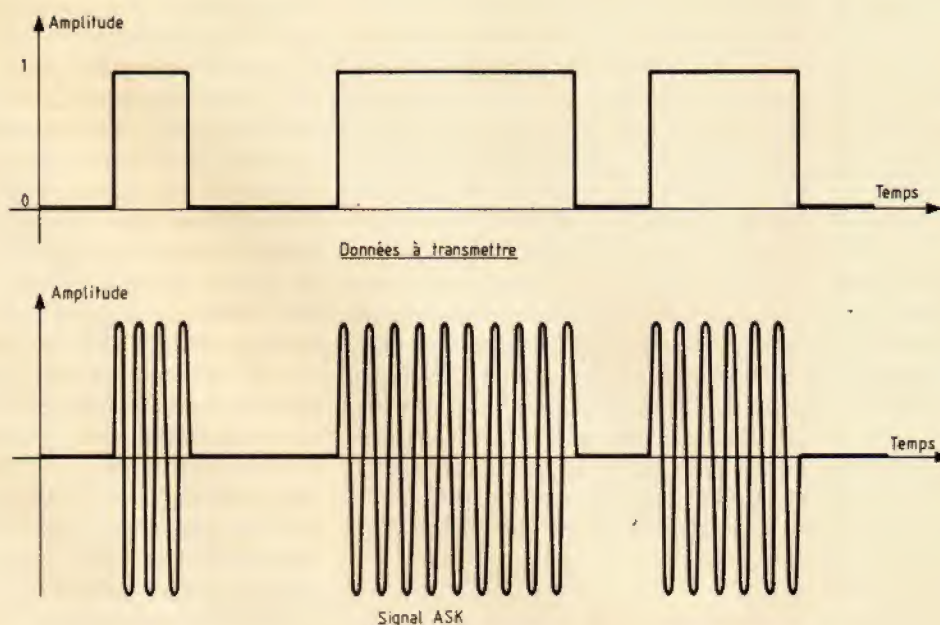 Amplitude
1
0
Temps
Données à transmettre
Amplitude
Temps
Signal ASK